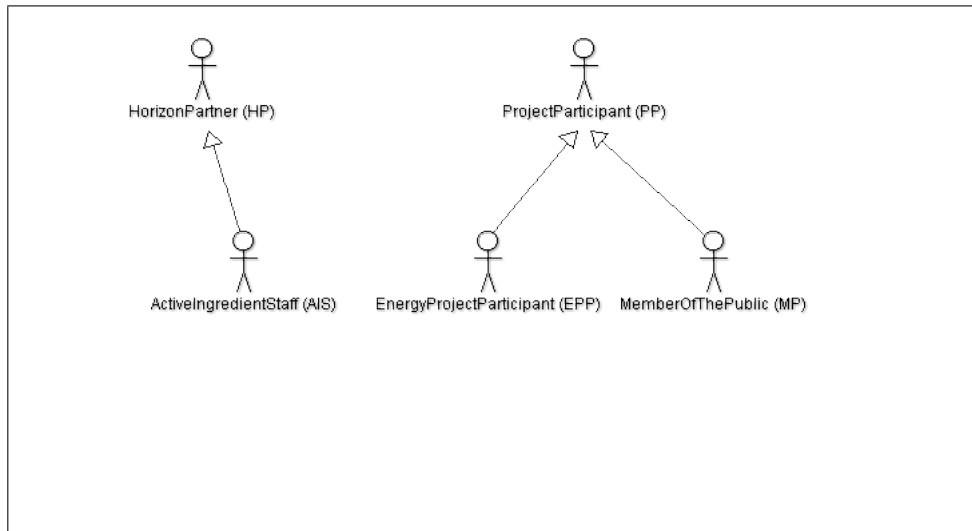 HorizonPartner (HP)
ProjectParticipant (PP)
ActiveIngredientStaff (AIS)
EnergyProjectParticipant (EPP)
MemberOfThePublic (MP)